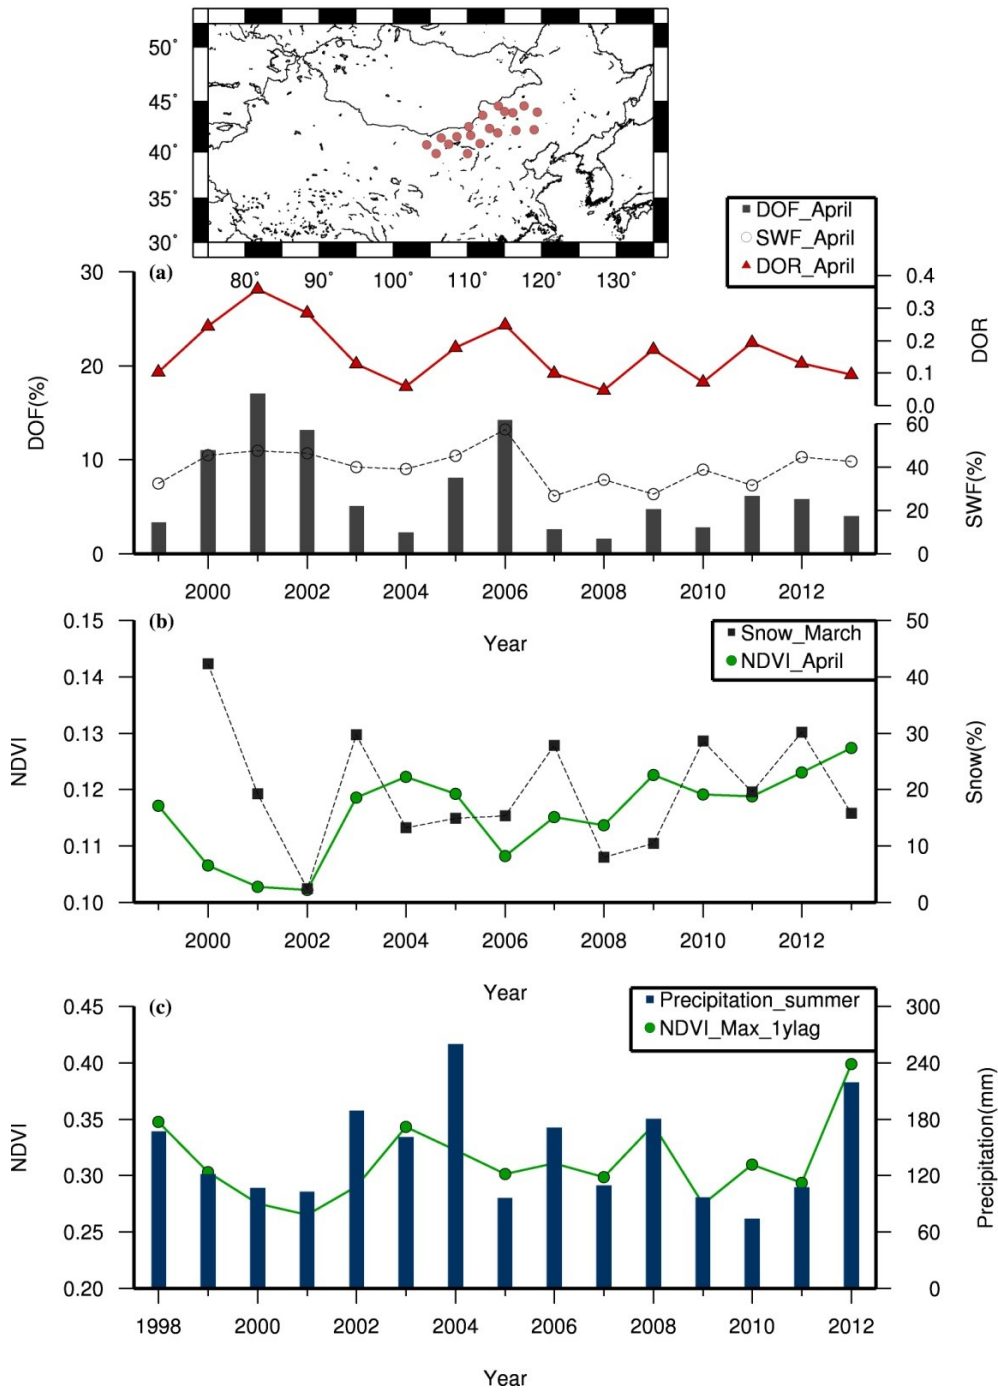 50°
45°
40°
35°
30°
80° 90° 100° 110° 120° 130°
DOF_April
SWF_April
DOR_April
(a)
30
20
10
0
DOF(%)
0.4
0.3
0.2
0.1
0.0
DOR
60
40
20
0
SWF(%)
2000 2002 2004 2006 2008 2010 2012
Year
(b)
Snow_March
NDVI_April
0.15
0.14
0.13
0.12
0.11
0.10
NDVI
50
40
30
20
10
0
Snow(%)
2000 2002 2004 2006 2008 2010 2012
Year
(c)
Precipitation_summer
NDVI_Max_1ylag
0.45
0.40
0.35
0.30
0.25
0.20
NDVI
300
240
180
120
60
0
Precipitation(mm)
1998 2000 2002 2004 2006 2008 2010 2012
Year